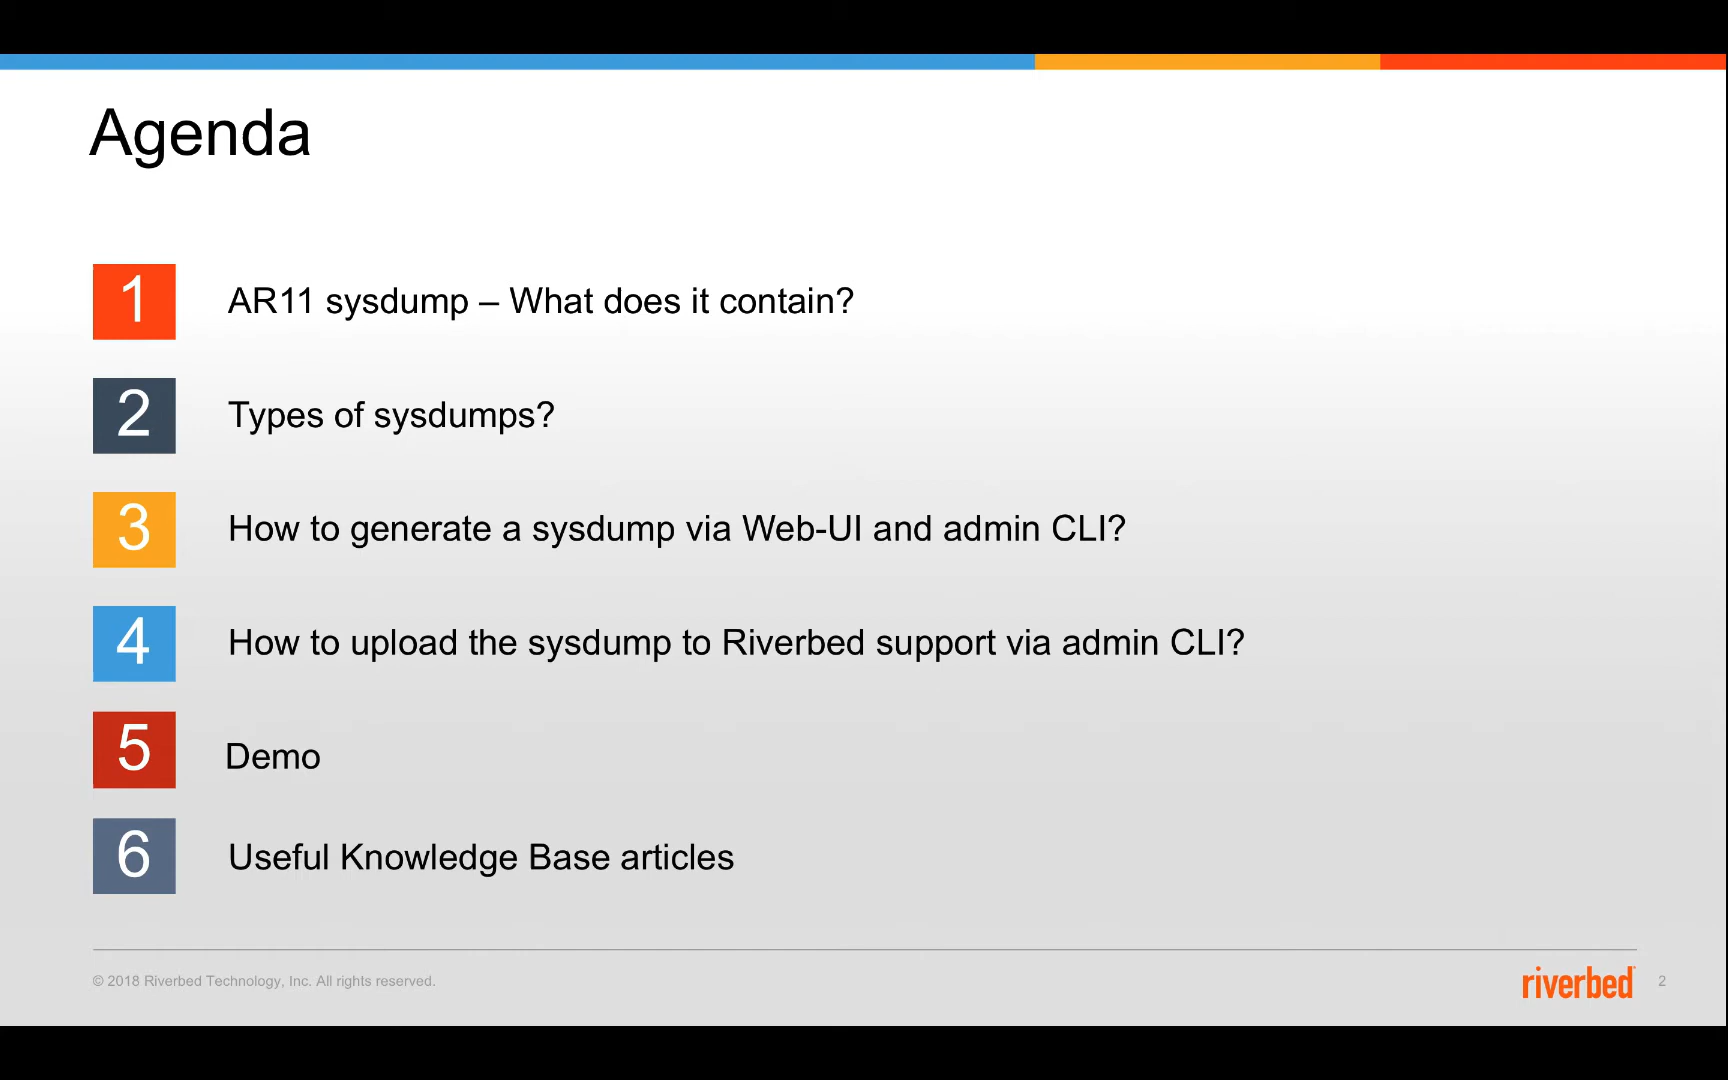 Agenda
1 AR11 sysdump – What does it contain?
2 Types of sysdumps?
3 How to generate a sysdump via Web-UI and admin CLI?
4 How to upload the sysdump to Riverbed support via admin CLI?
5 Demo
6 Useful Knowledge Base articles
© 2018 Riverbed Technology, Inc. All rights reserved.
riverbed 2